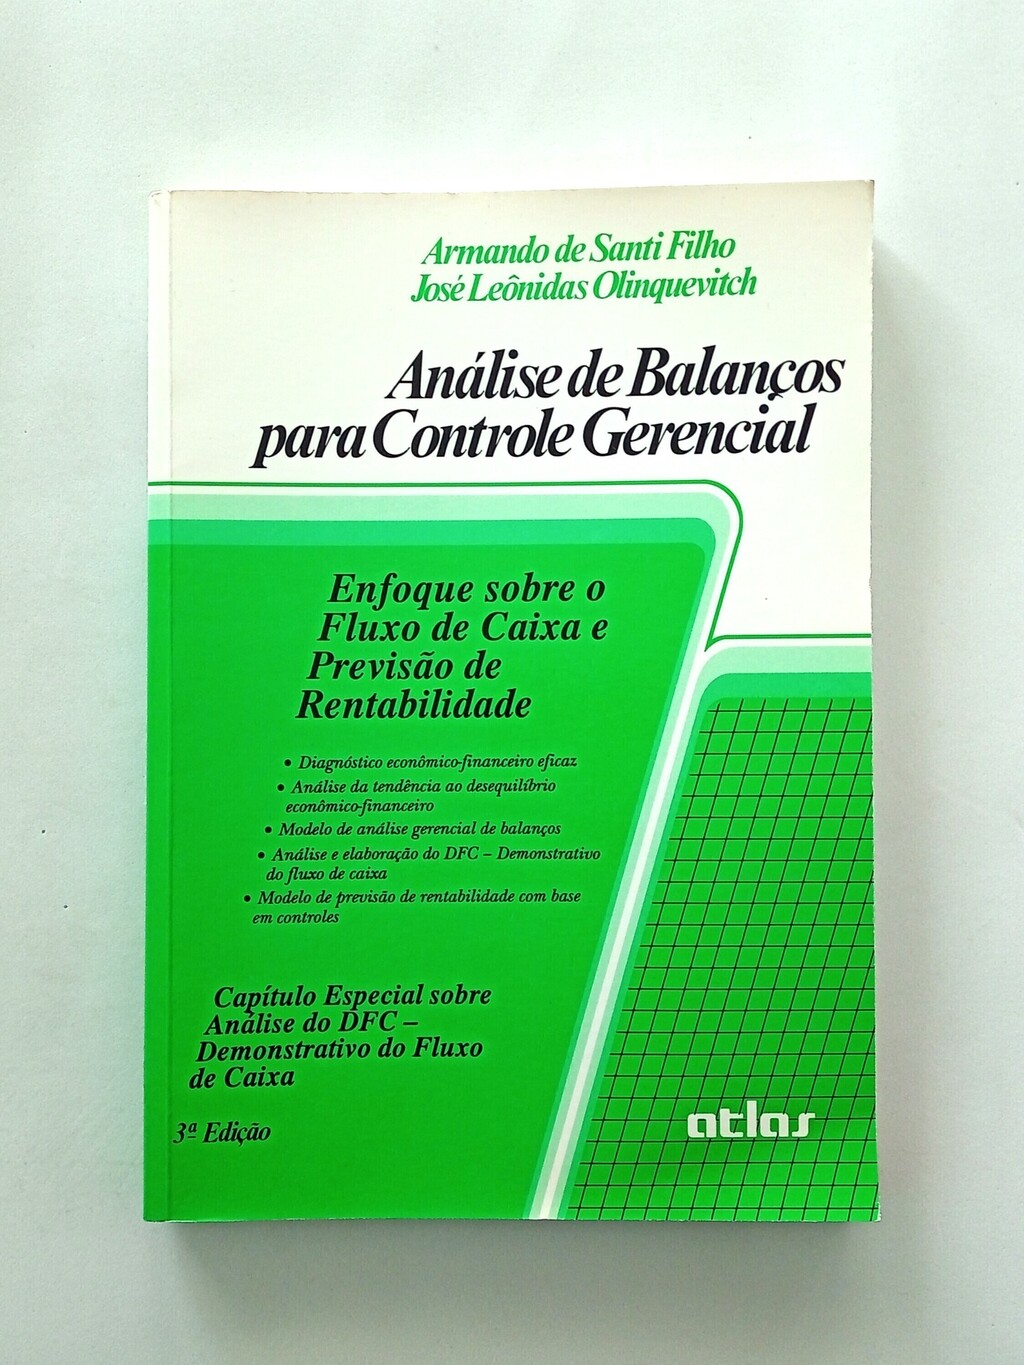 Armando de Santi Filho
José Leônidas Olinquevitch
Análise de Balanços
para Controle Gerencial
Enfoque sobre o
Fluxo de Caixa e
Previsão de
Rentabilidade
• Diagnóstico econômico-financeiro eficaz
• Análise da tendência ao desequilíbrio
econômico-financeiro
• Modelo de análise gerencial de balanços
• Análise e elaboração do DFC – Demonstrativo
do fluxo de caixa
• Modelo de previsão de rentabilidade com base
em controles
Capítulo Especial sobre
Análise do DFC –
Demonstrativo do Fluxo
de Caixa
3ª Edição
atlas